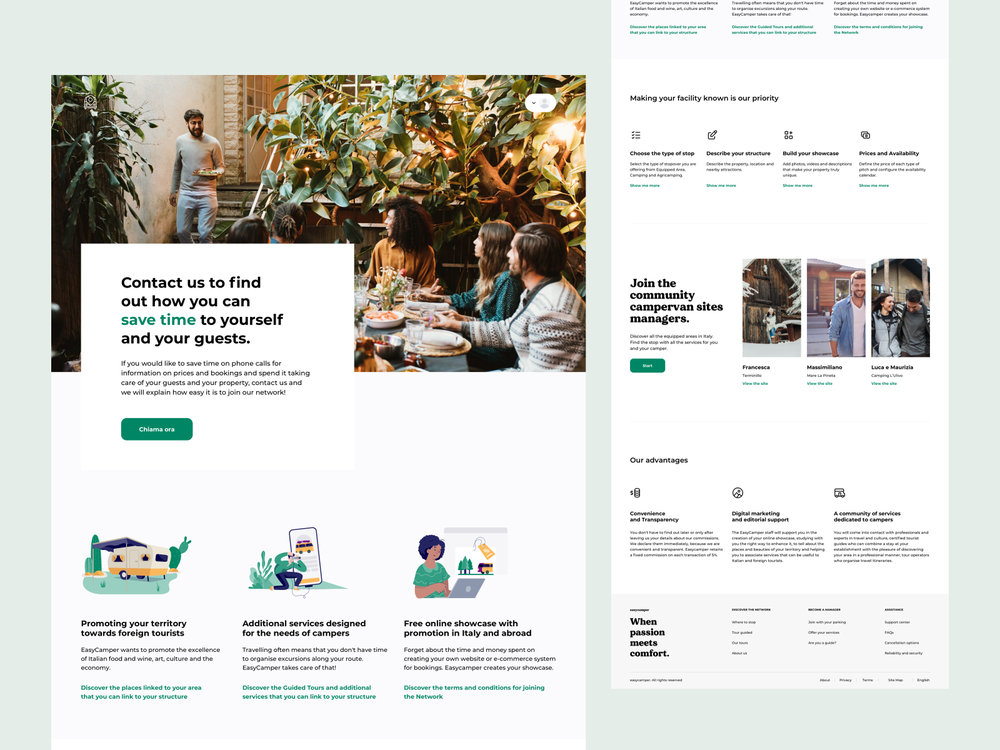 Contact us to find
out how you can
save time to yourself
and your guests.
If you would like to save time on phone calls for
information on prices and bookings and spend it taking
care of your guests and your property, contact us and
we will explain how easy it is to join our network!
Chiama ora
Promoting your territory
towards foreign tourists
EasyCamper wants to promote the excellence
of Italian food and wine, art, culture and the
economy.
Discover the places linked to your area
that you can link to your structure
Additional services designed
for the needs of campers
Travelling often means that you don't have time
to organise excursions along your route.
EasyCamper takes care of that!
Discover the Guided Tours and additional
services that you can link to your structure
Free online showcase with
promotion in Italy and abroad
Forget about the time and money spent on
creating your own website or e-commerce system
for bookings. Easycamper creates your showcase.
Discover the terms and conditions for joining
the Network
EasyCamper wants to promote the excellence
of Italian food and wine, art, culture and the
economy.
Discover the places linked to your area
that you can link to your structure
Travelling often means that you don't have time
to organise excursions along your route.
EasyCamper takes care of that!
Discover the Guided Tours and additional
services that you can link to your structure
Forget about the time and money spent on
creating your own website or e-commerce system
for bookings. Easycamper creates your showcase.
Discover the terms and conditions for joining
the Network
Making your facility known is our priority
Choose the type of stop
Select the type of stopover you are
offering from Equipped Area,
Camping and Agricamping.
Show me more
Describe your structure
Describe the property, location and
nearby attractions.
Show me more
Build your showcase
Add photos, videos and descriptions
that make your property truly
unique.
Show me more
Prices and Availability
Define the price of each type of
pitch and configure the availability
calendar.
Show me more
Join the
community
campervan sites
managers.
Discover all the equipped areas in Italy.
Find the stop with all the services for you
and your camper.
Start
Francesca
Terminillo
View the site
Massimiliano
Mare La Pineta
View the site
Luca e Maurizia
Camping L'Ulivo
View the site
Our advantages
Convenience
and Transparency
You don't have to find out later or only after
leaving us your details about our commissions.
We declare them immediately, because we are
convenient and transparent. Easycamper retains
a fixed commission on each transaction of 5%.
Digital marketing
and editorial support
The EasyCamper staff will support you in the
creation of your online showcase, studying with
you the right way to enhance it, to tell about the
places and beauties of your territory and helping
you to associate services that can be useful to
Italian and foreign tourists.
A community of services
dedicated to campers
You will come into contact with professionals and
experts in travel and culture, certified tourist
guides who can combine a stay at your
establishment with the pleasure of discovering
your area in a professional manner, tour operators
who organise travel itineraries.
easycamper
When
passion
meets
comfort.
DISCOVER THE NETWORK
Where to stop
Tour guided
Our tours
About us
BECOME A MANAGER
Join with your parking
Offer your services
Are you a guide?
ASSISTANCE
Support center
FAQs
Cancellation options
Reliability and security
easycamper. All rights reserved
About
Privacy
Terms
Site Map
English